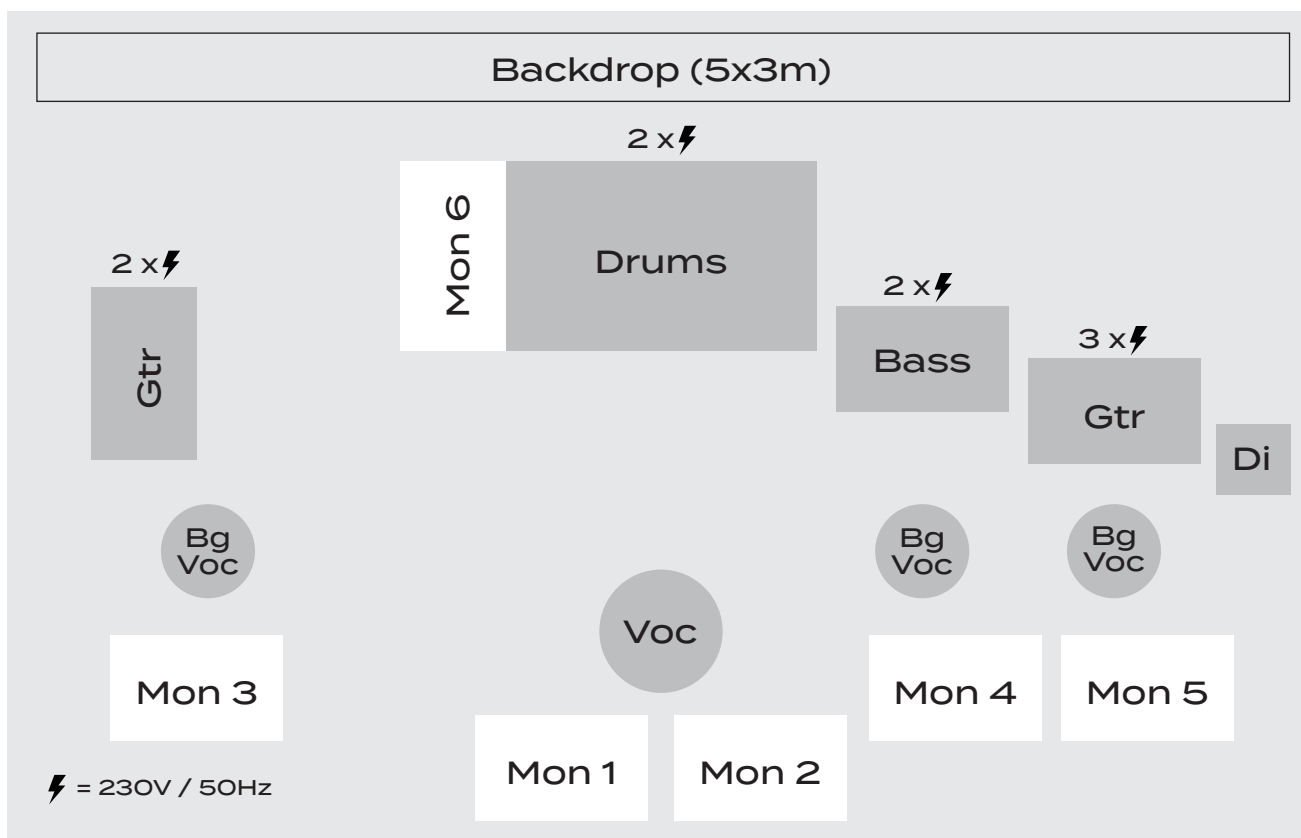 Backdrop (5x3m)
2 x
Mon 6
Drums
2 x
Gtr
2 x
Bass
3 x
Gtr
Di
Bg
Voc
Voc
Bg
Voc
Bg
Voc
Mon 3
Mon 1
Mon 2
Mon 4
Mon 5
= 230V / 50Hz